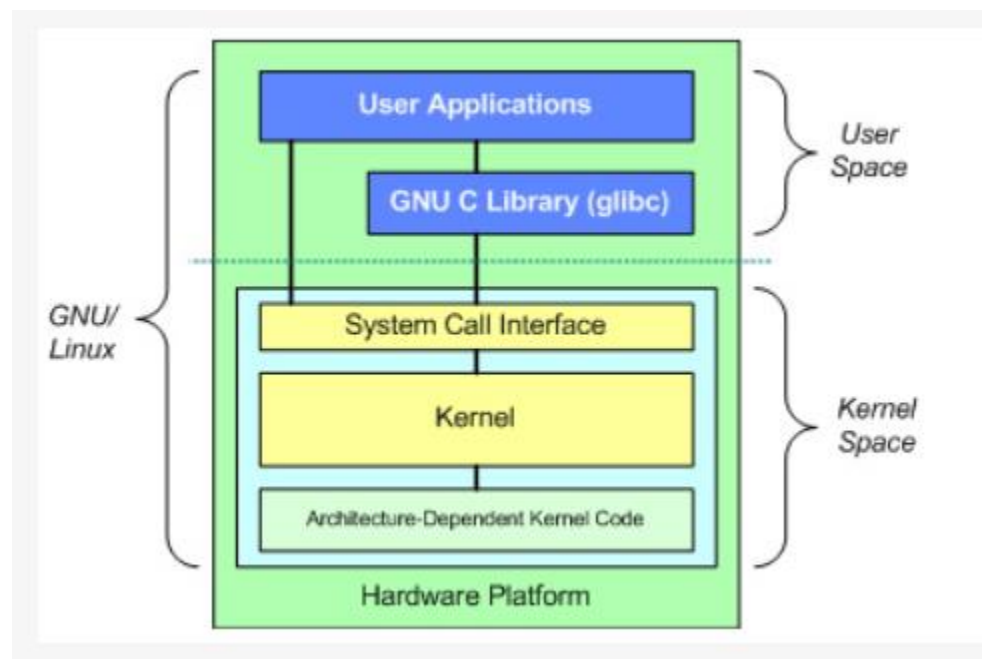 User Applications
User
Space
GNU C Library (glibc)
GNU/
Linux
System Call Interface
Kernel
Kernel
Space
Architecture-Dependent Kernel Code
Hardware Platform